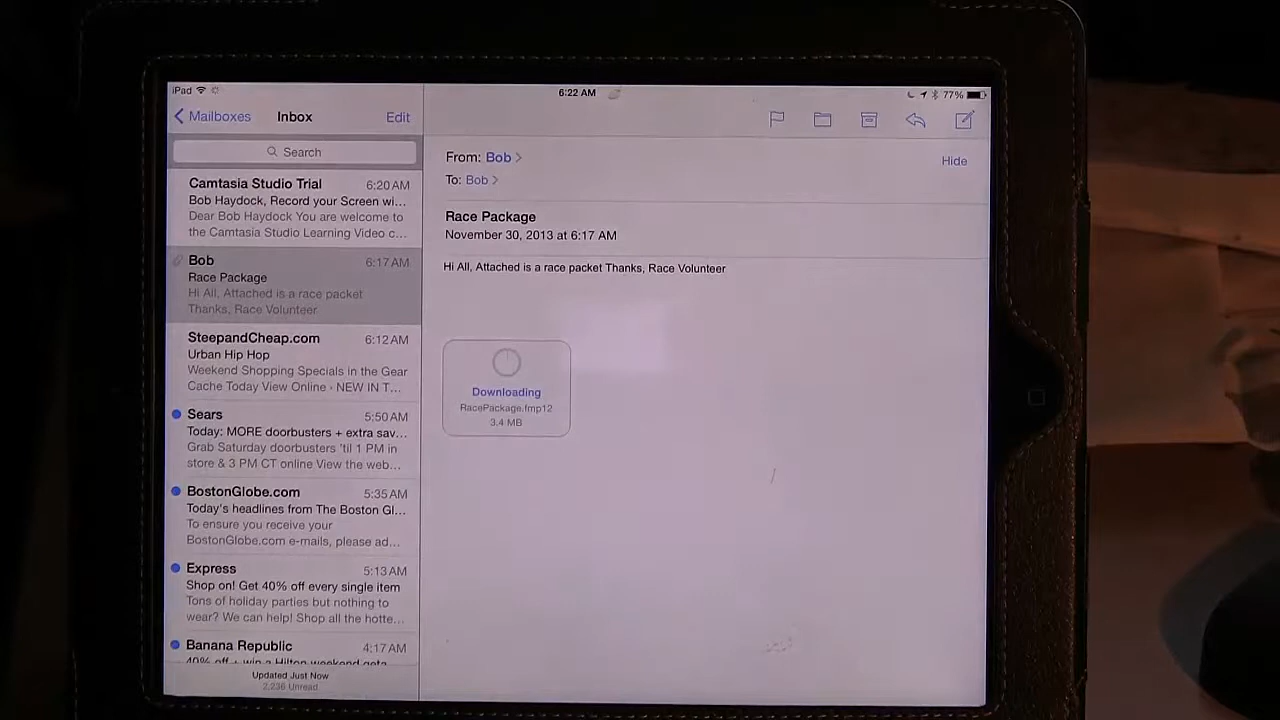 iPad
6:22 AM
77%
Mailboxes
Inbox
Edit
Search
Camtasia Studio Trial 6:20 AM
Bob Haydock, Record your Screen wi...
Dear Bob Haydock You are welcome to
the Camtasia Studio Learning Video c...
Bob 6:17 AM
Race Package
Hi All, Attached is a race packet
Thanks, Race Volunteer
SteepandCheap.com 6:12 AM
Urban Hip Hop
Weekend Shopping Specials in the Gear
Cache Today View Online - NEW IN T...
Sears 5:50 AM
Today: MORE doorbusters + extra sav...
Grab Saturday doorbusters 'til 1 PM in
store & 3 PM CT online View the web...
BostonGlobe.com 5:35 AM
Today's headlines from The Boston Gl...
To ensure you receive your
BostonGlobe.com e-mails, please ad...
Express 5:13 AM
Shop on! Get 40% off every single item
Tons of holiday parties but nothing to
wear? We can help! Shop all the hotte...
Banana Republic 4:17 AM
40% off + win a Hilton weekend geta
Updated Just Now
2,236 Unread
From: Bob
Hide
To: Bob
Race Package
November 30, 2013 at 6:17 AM
Hi All, Attached is a race packet Thanks, Race Volunteer
Downloading
RacePackage.fmp12
3.4 MB